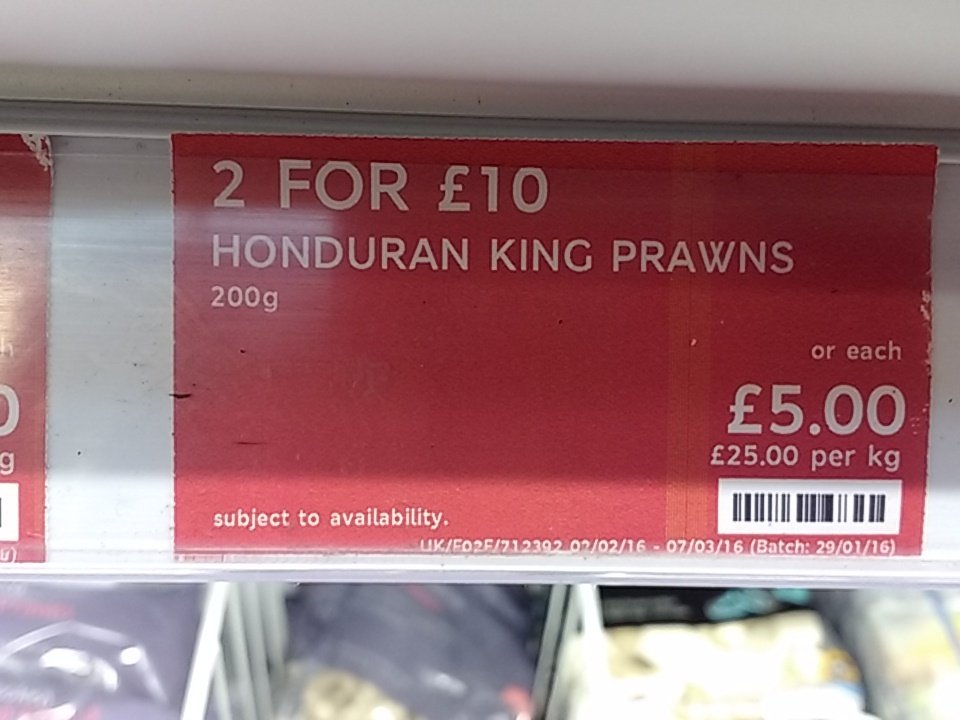 2 FOR £10
HONDURAN KING PRAWNS
200g
or each
£5.00
£25.00 per kg
subject to availability.
UK/F02F/712392 02/02/16 - 07/03/16 (Batch: 29/01/16)